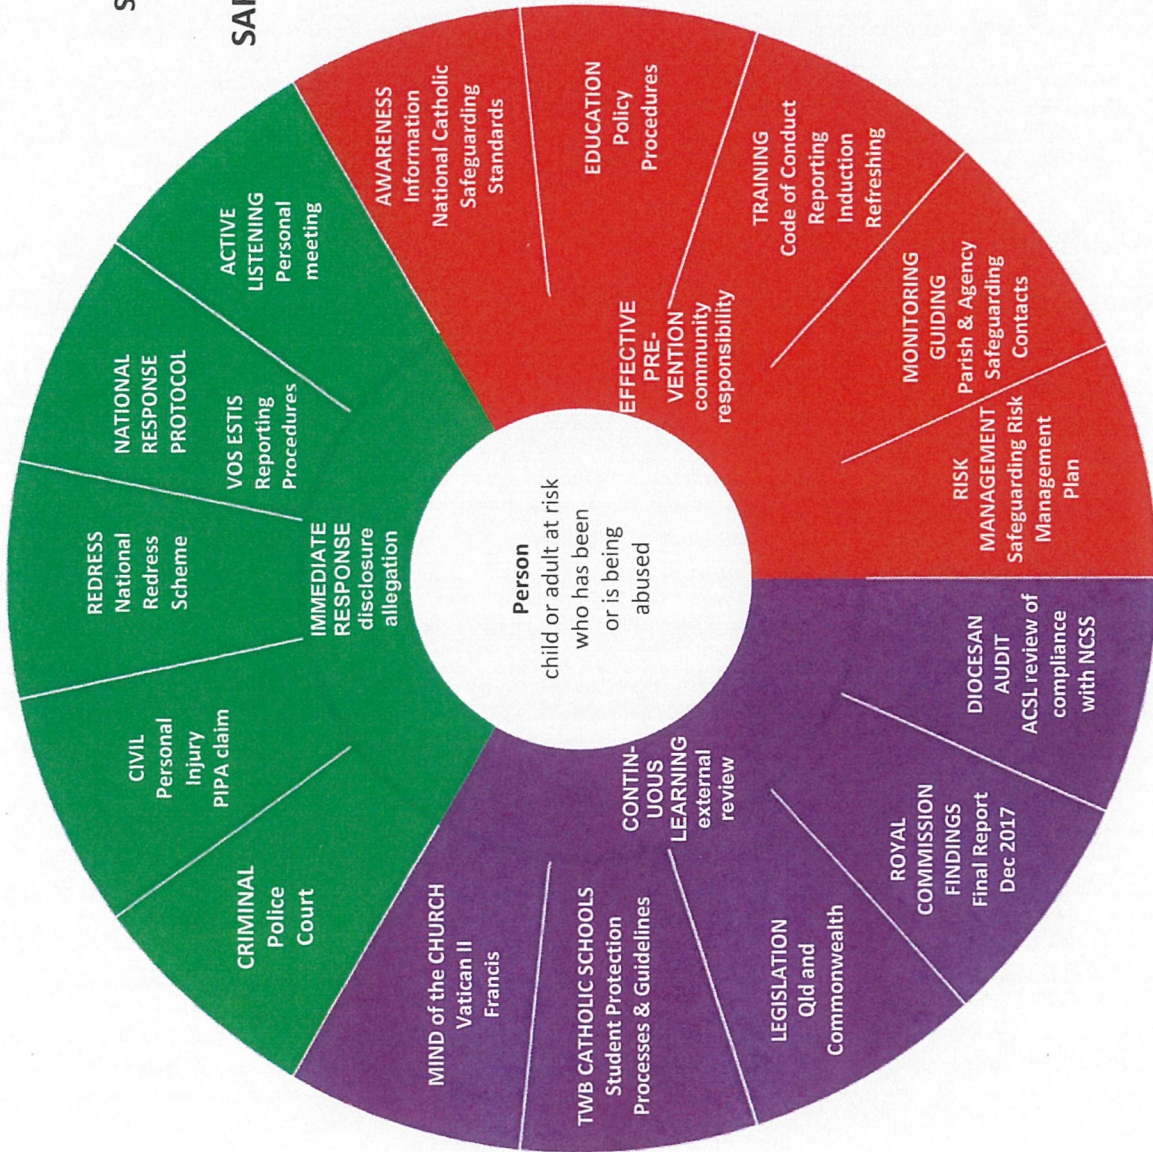 Person
child or adult at risk
who has been
or is being
abused
IMMEDIATE
RESPONSE
disclosure
allegation
CRIMINAL
Police
Court
CIVIL
Personal
Injury
PIPA claim
REDRESS
National
Redress
Scheme
NATIONAL
RESPONSE
PROTOCOL
VOS ESTIS
Reporting
Procedures
ACTIVE
LISTENING
Personal
meeting
EFFECTIVE
PRE-
VENTION
community
responsibility
AWARENESS
Information
National Catholic
Safeguarding
Standards
EDUCATION
Policy
Procedures
TRAINING
Code of Conduct
Reporting
Induction
Refreshing
MONITORING
GUIDING
Parish & Agency
Safeguarding
Contacts
RISK
MANAGEMENT
Safeguarding Risk
Management
Plan
CONTIN-
UOUS
LEARNING
external
review
DIOCESAN
AUDIT
ACSL review of
compliance
with NCSS
ROYAL
COMMISSION
FINDINGS
Final Report
Dec 2017
LEGISLATION
Qld and
Commonwealth
TWB CATHOLIC SCHOOLS
Student Protection
Processes & Guidelines
MIND of the CHURCH
Vatican II
Francis